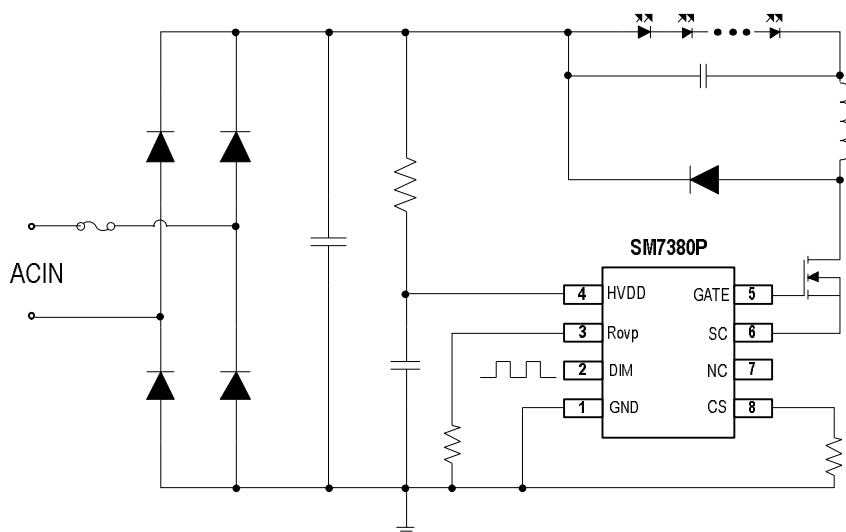 SM7380P
ACIN
4 HVDD GATE 5
3 Rovp SC 6
2 DIM NC 7
1 GND CS 8